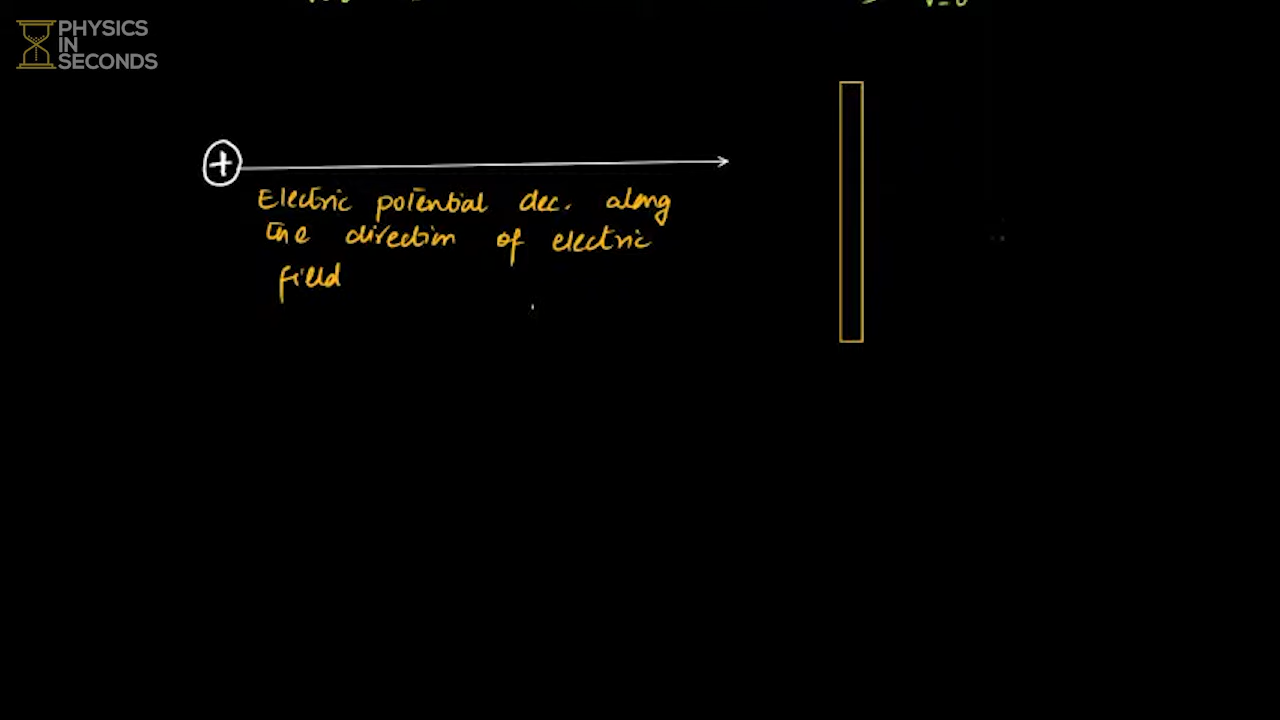 PHYSICS
IN
SECONDS
Electric potential dec. along
the direction of electric
field